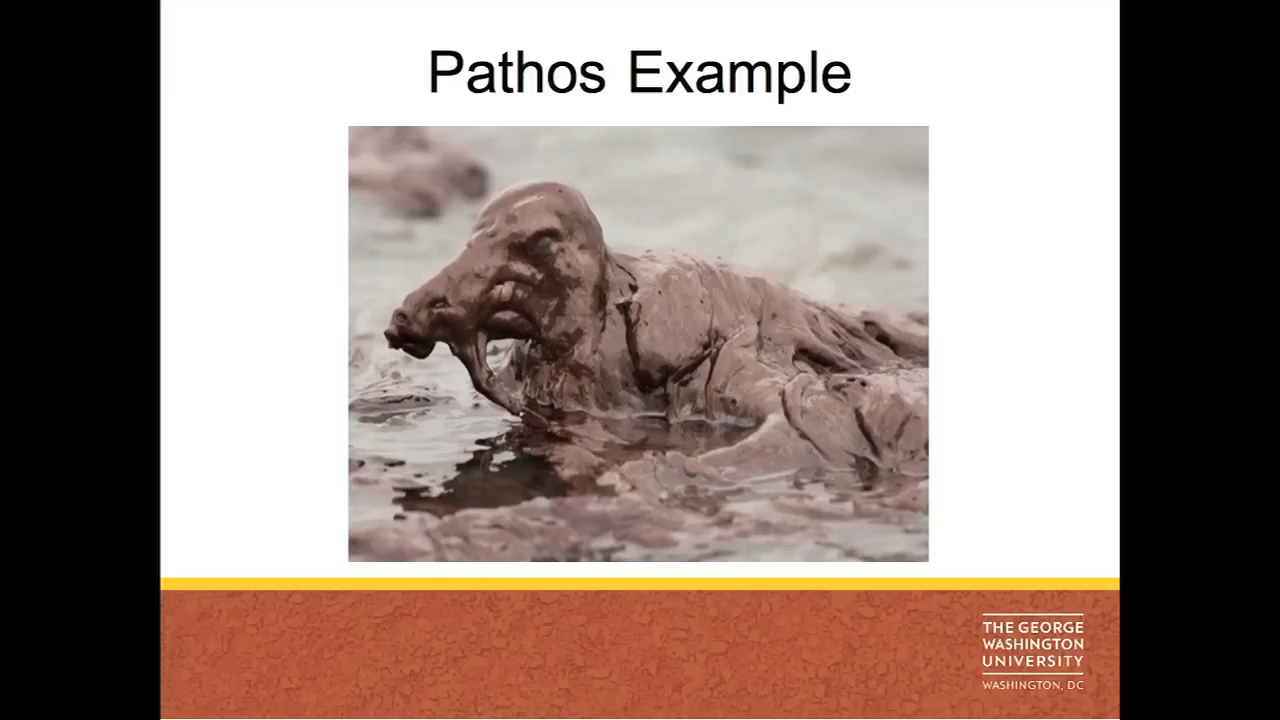 Pathos Example
THE GEORGE
WASHINGTON
UNIVERSITY
WASHINGTON, DC